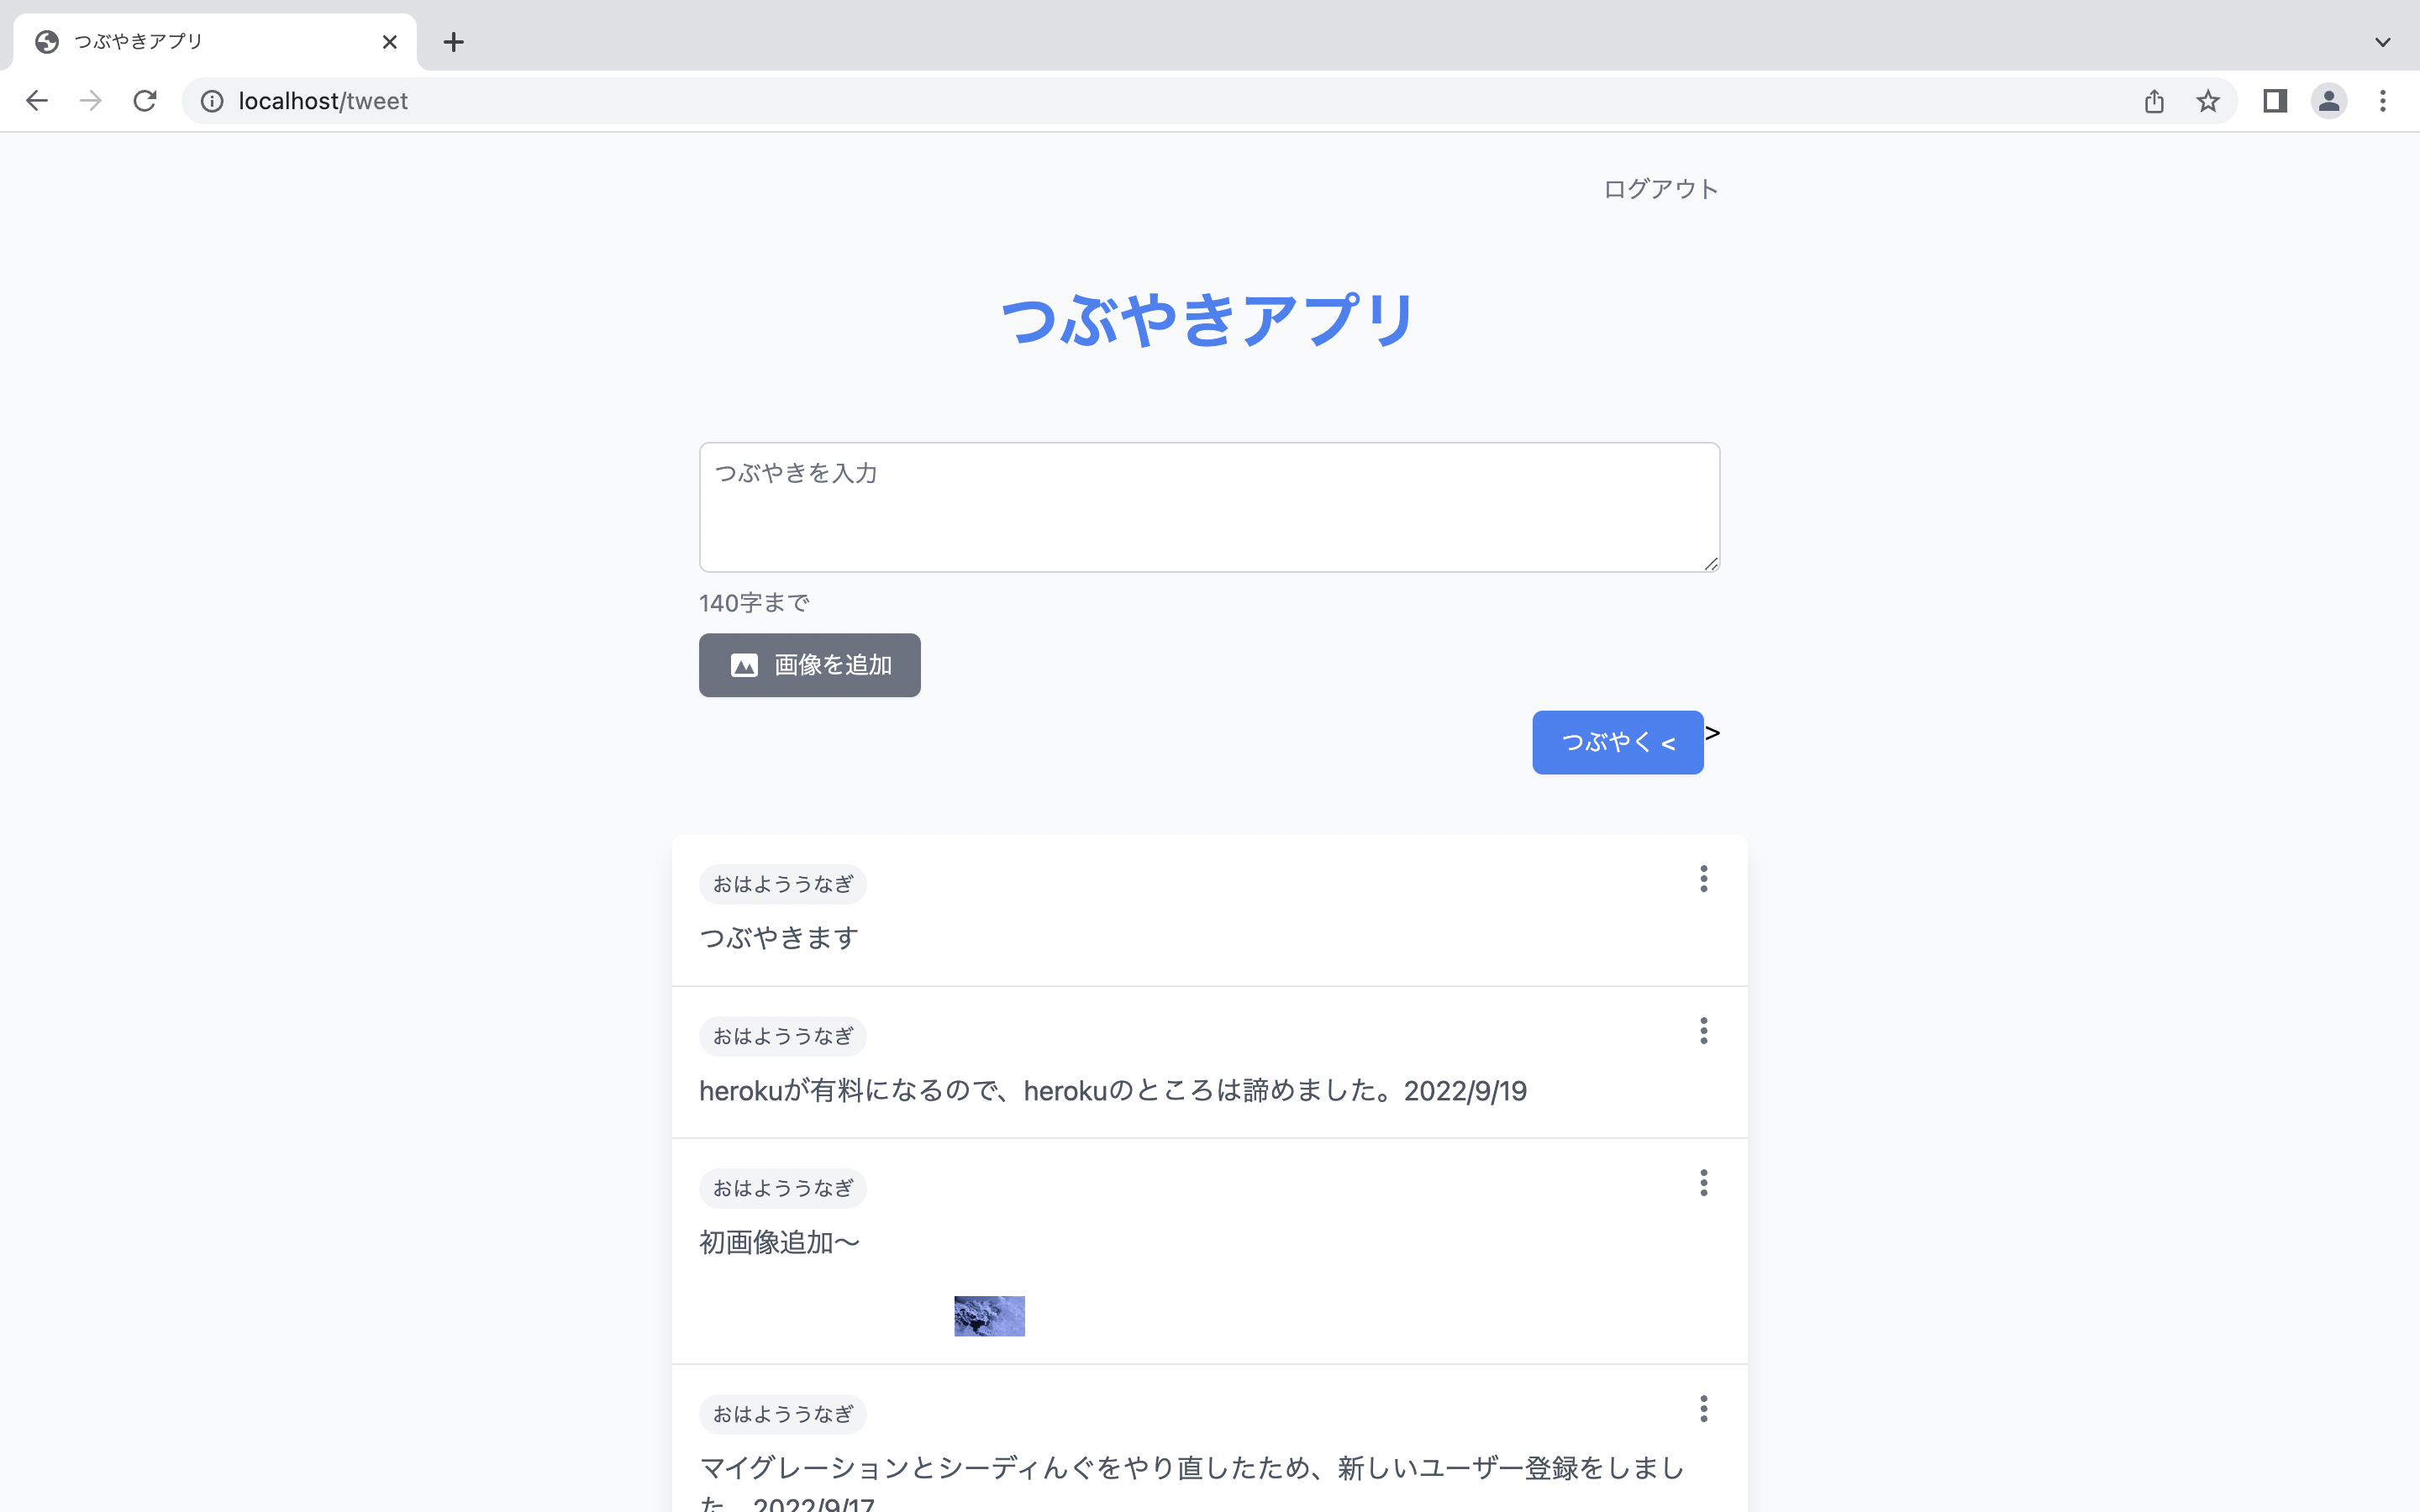 つぶやきアプリ
localhost/tweet
ログアウト
つぶやきアプリ
つぶやきを入力
140字まで
画像を追加
つぶやく <
>
おはよううなぎ
つぶやきます
おはよううなぎ
herokuが有料になるので、herokuのところは諦めました。2022/9/19
おはよううなぎ
初画像追加〜
おはよううなぎ
マイグレーションとシーディんぐをやり直したため、新しいユーザー登録をしまし
た。2022/9/17